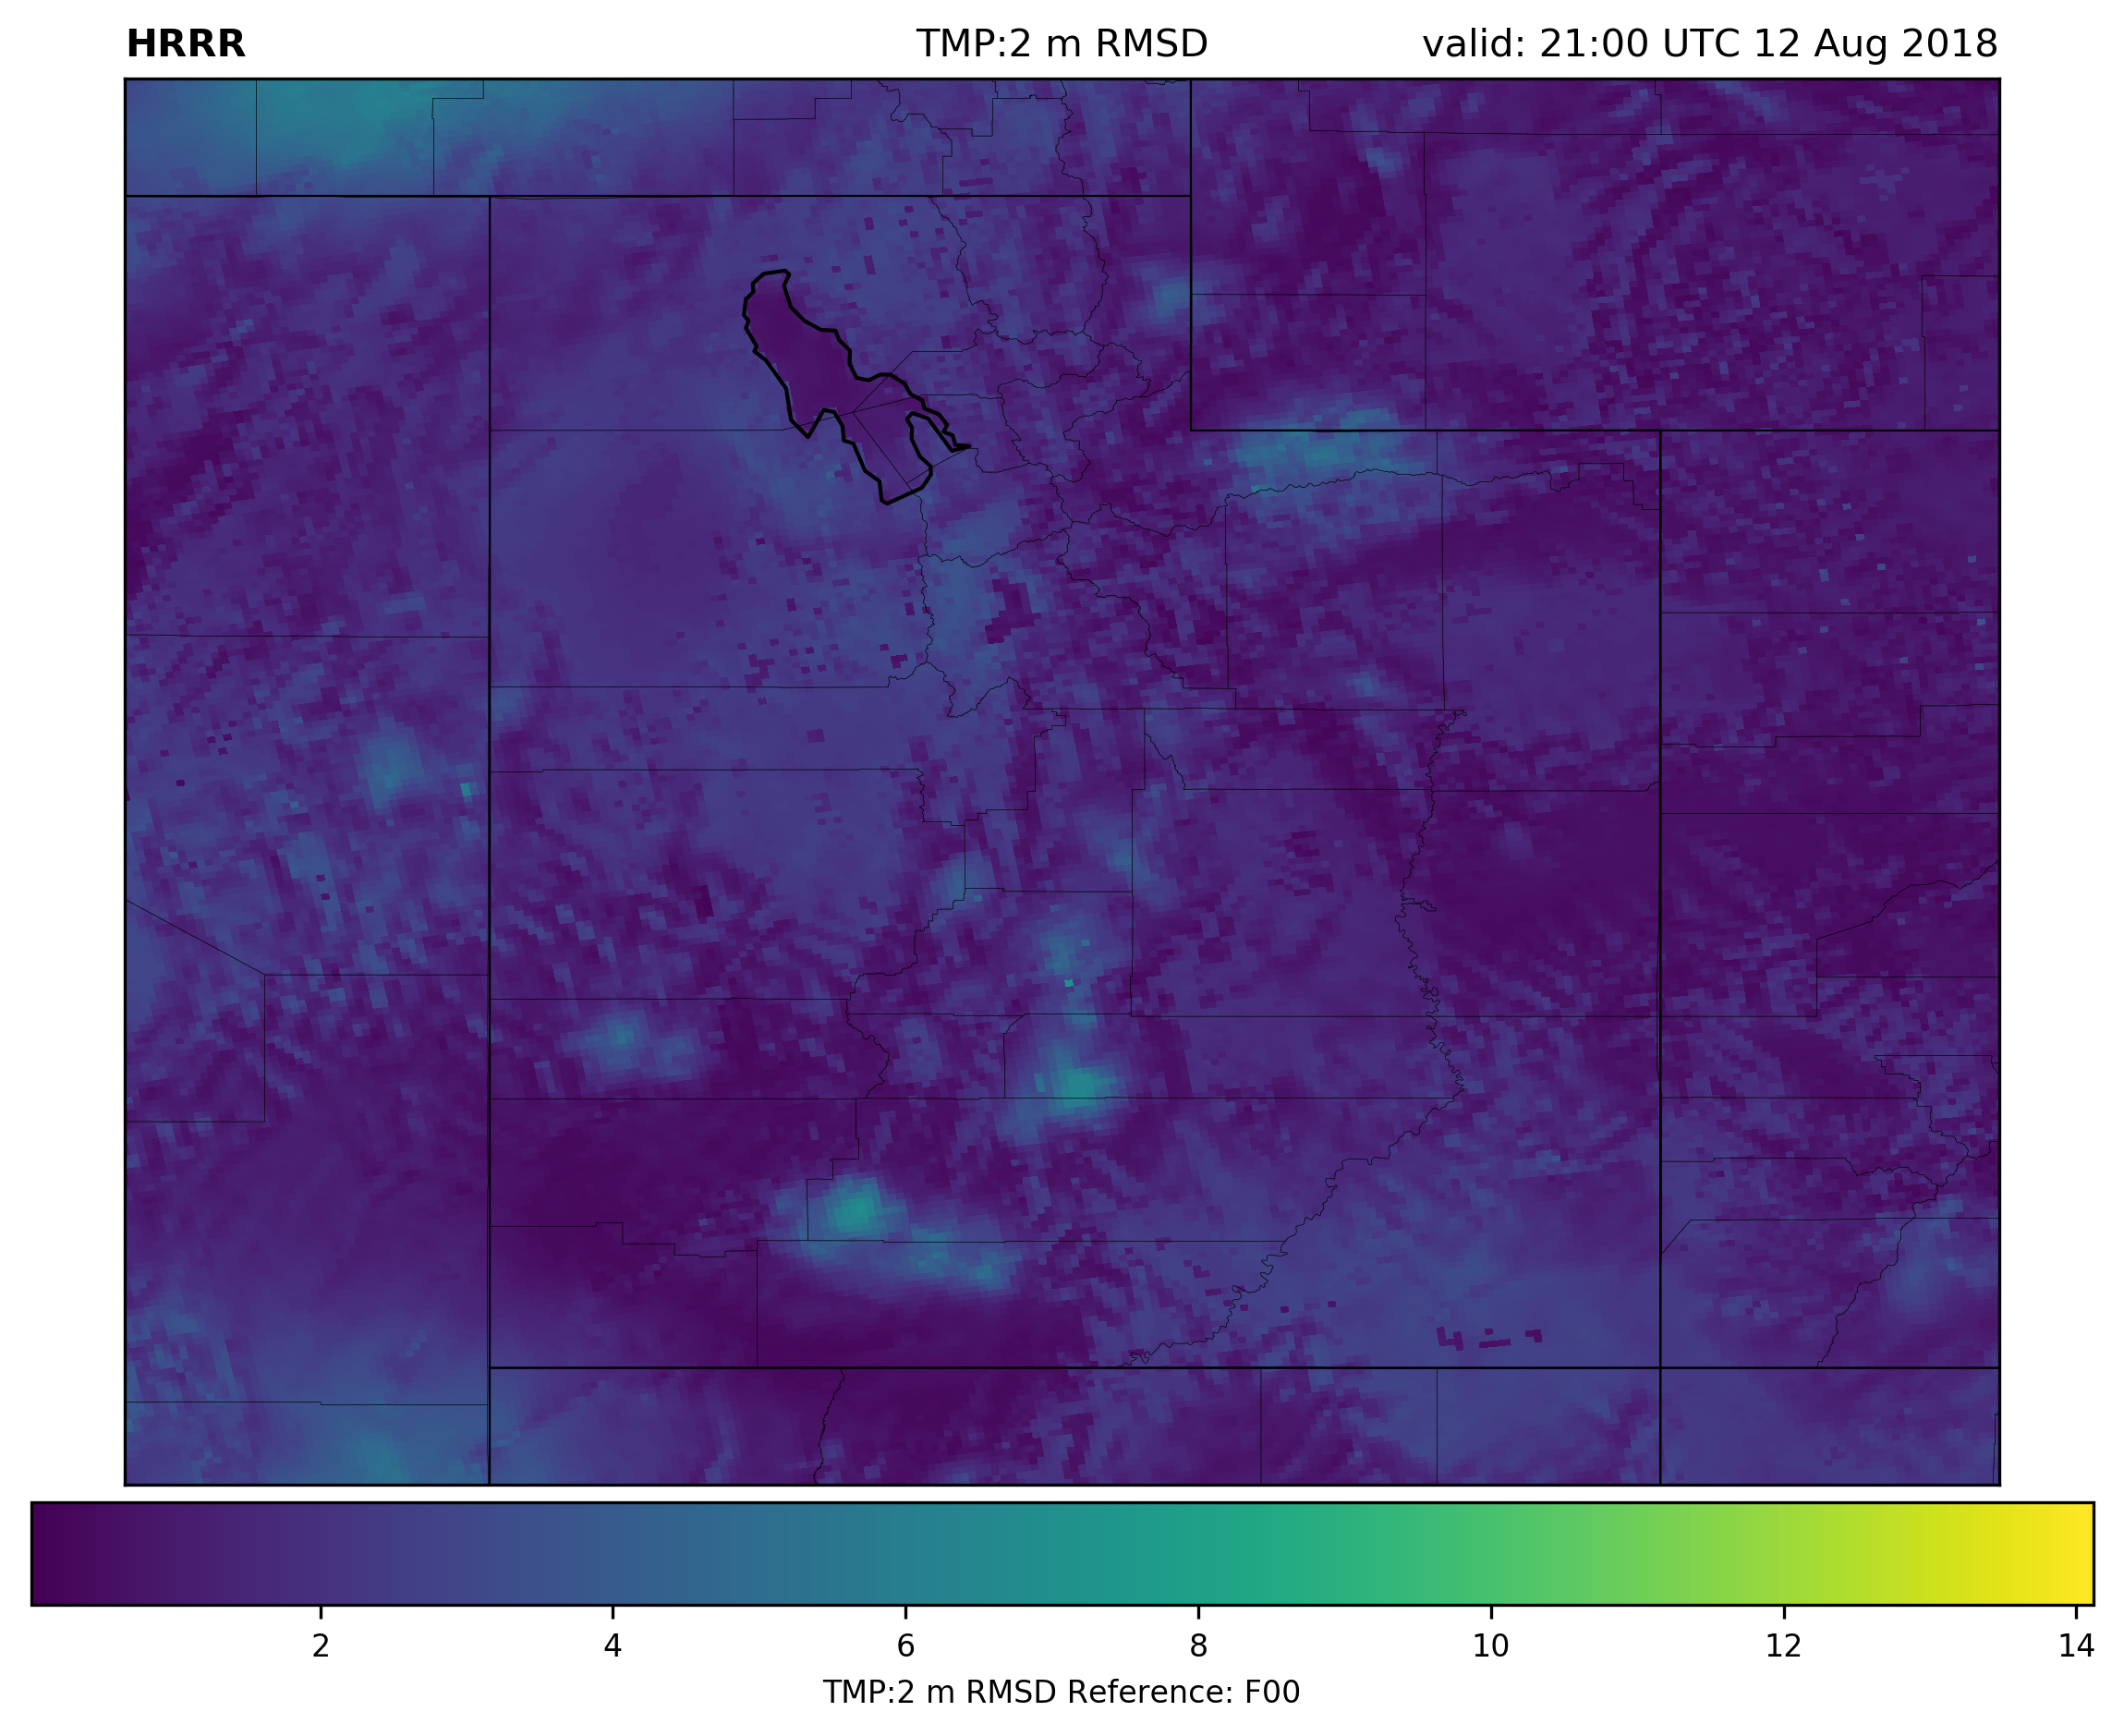 HRRR TMP:2 m RMSD valid: 21:00 UTC 12 Aug 2018
2 4 6 8 10 12 14
TMP:2 m RMSD Reference: F00